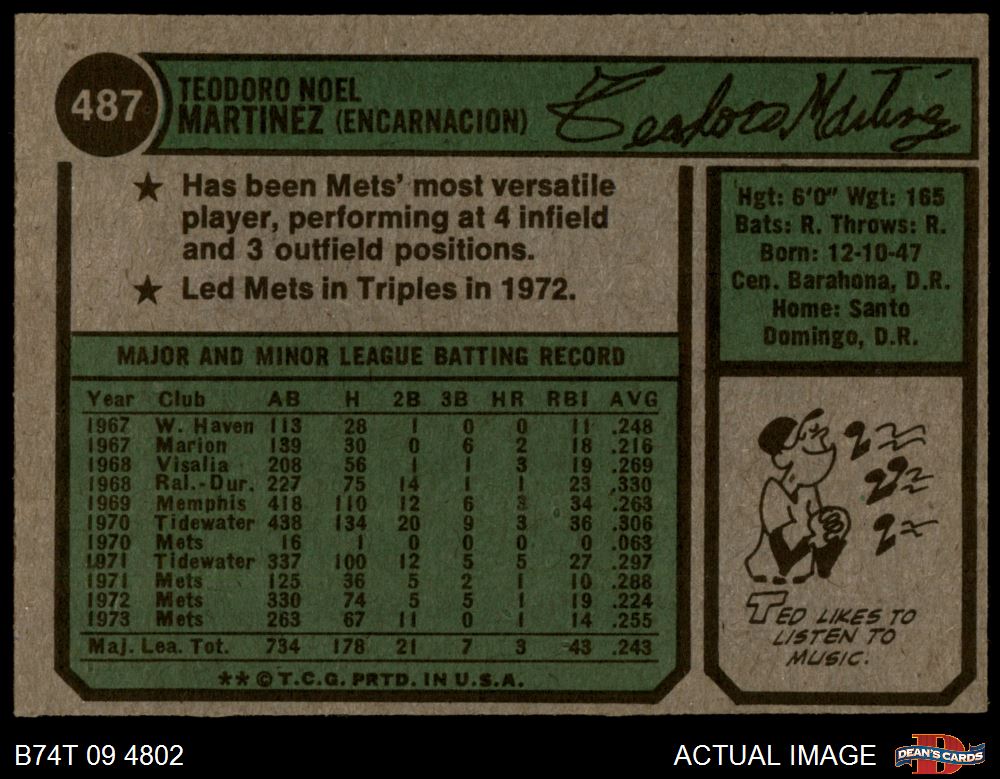 487
TEODORO NOEL
MARTINEZ (ENCARNACION)
Teodoro Martínez
★ Has been Mets' most versatile
player, performing at 4 infield
and 3 outfield positions.
★ Led Mets in Triples in 1972.
Hgt: 6'0" Wgt: 165
Bats: R. Throws: R.
Born: 12-10-47
Cen. Barahona, D.R.
Home: Santo
Domingo, D.R.
MAJOR AND MINOR LEAGUE BATTING RECORD
Year Club AB H 2B 3B HR RBI AVG
1967 W. Haven 113 28 1 0 0 11 .248
1967 Marion 139 30 0 6 2 18 .216
1968 Visalia 208 56 1 1 3 19 .269
1968 Ral.-Dur. 227 75 14 1 1 23 .330
1969 Memphis 418 110 12 6 3 34 .263
1970 Tidewater 438 134 20 9 3 36 .306
1970 Mets 16 1 0 0 0 0 .063
1971 Tidewater 337 100 12 5 5 27 .297
1971 Mets 125 36 5 2 1 10 .288
1972 Mets 330 74 5 5 1 19 .224
1973 Mets 263 67 11 0 1 14 .255
Maj. Lea. Tot. 734 178 21 7 3 43 .243
**©T.C.G. PRTD. IN U.S.A.
TED LIKES TO
LISTEN TO
MUSIC.
B74T 09 4802
ACTUAL IMAGE
D
DEAN'S CARDS